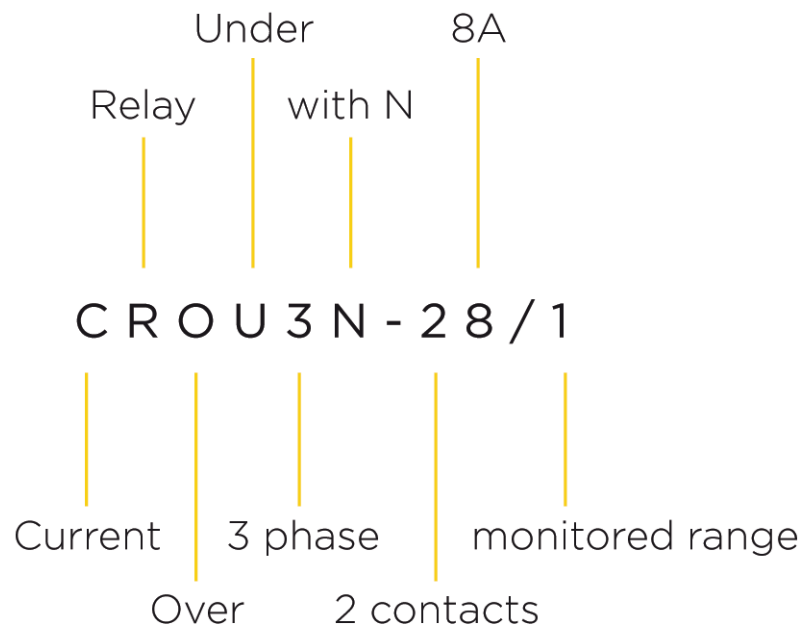 Under 8A
Relay with N
CROU3N-28/1
Current 3 phase monitored range
Over 2 contacts